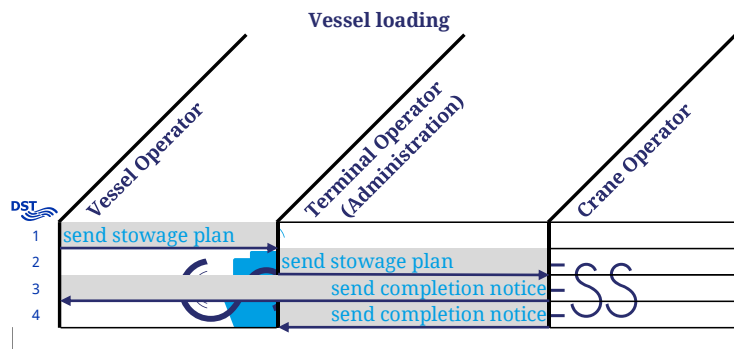 Vessel loading
Vessel Operator
Terminal Operator
(Administration)
Crane Operator
DST
1 send stowage plan
2 send stowage plan
3 send completion notice
4 send completion notice
ESS